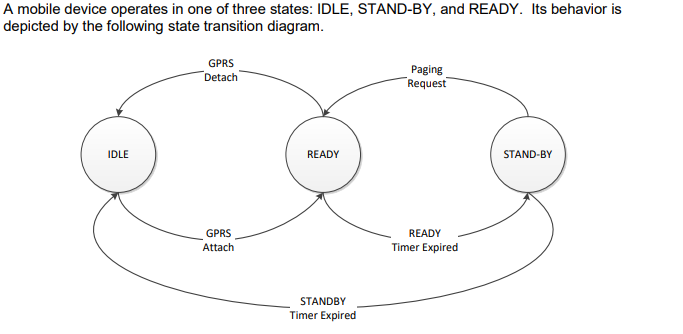 A mobile device operates in one of three states: IDLE, STAND-BY, and READY.  Its behavior is
depicted by the following state transition diagram.
GPRS
Detach
Paging
Request
IDLE
READY
STAND-BY
GPRS
Attach
READY
Timer Expired
STANDBY
Timer Expired